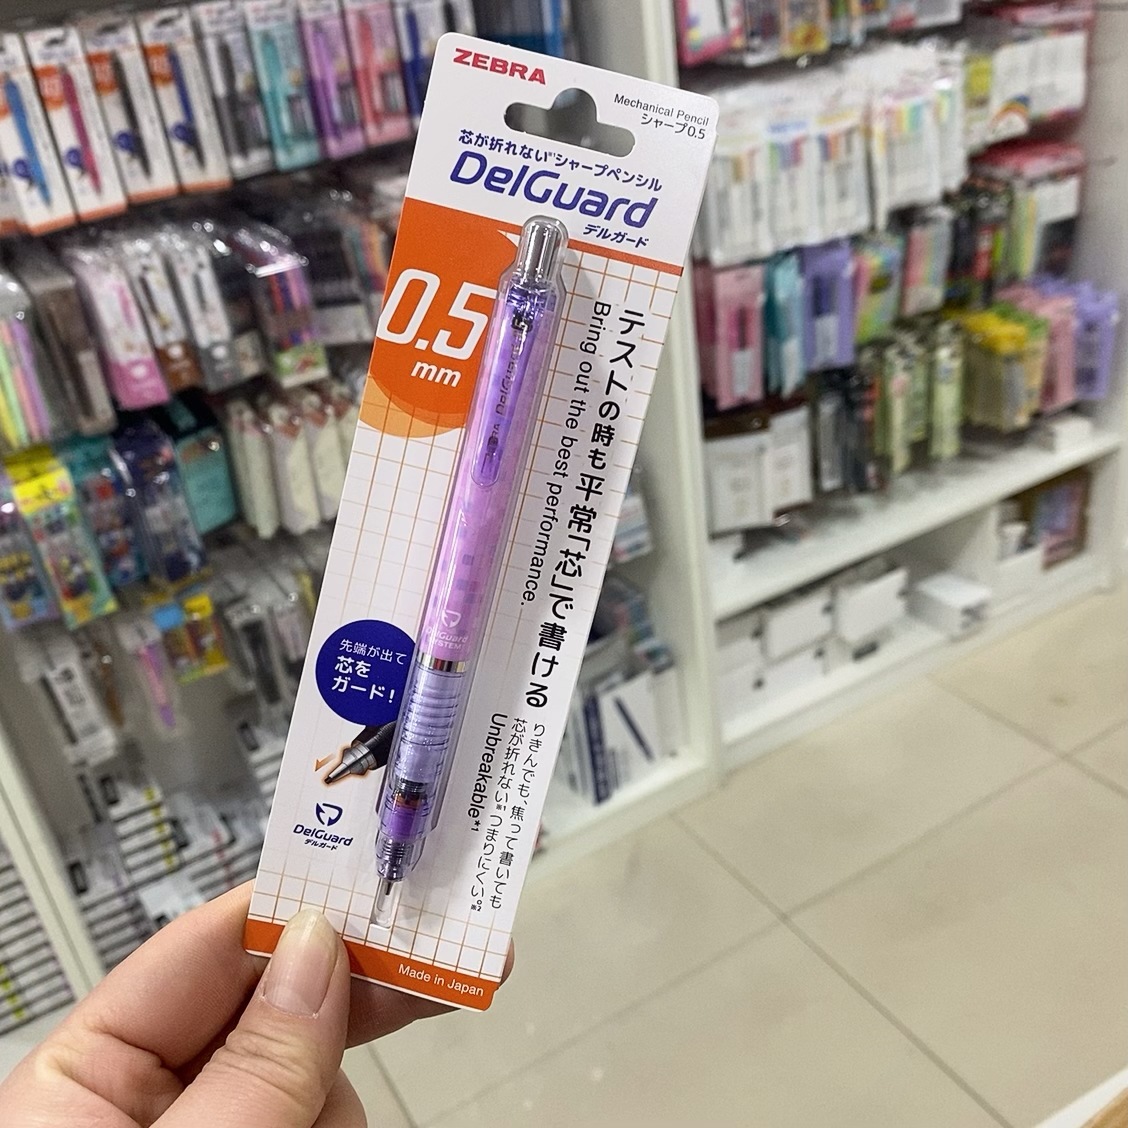 ZEBRA
Mechanical Pencil
シャープ0.5
芯が折れない※1シャープペンシル
DelGuard
デルガード
0.5
mm
テストの時も平常「芯」で書ける
Bring out the best performance.
DelGuard
SYSTEM
先端が出て
芯を
ガード!
りきんでも、焦って書いても
芯が折れない※1つまりにくい。※2
Unbreakable*1
DelGuard
デルガード
Made in Japan